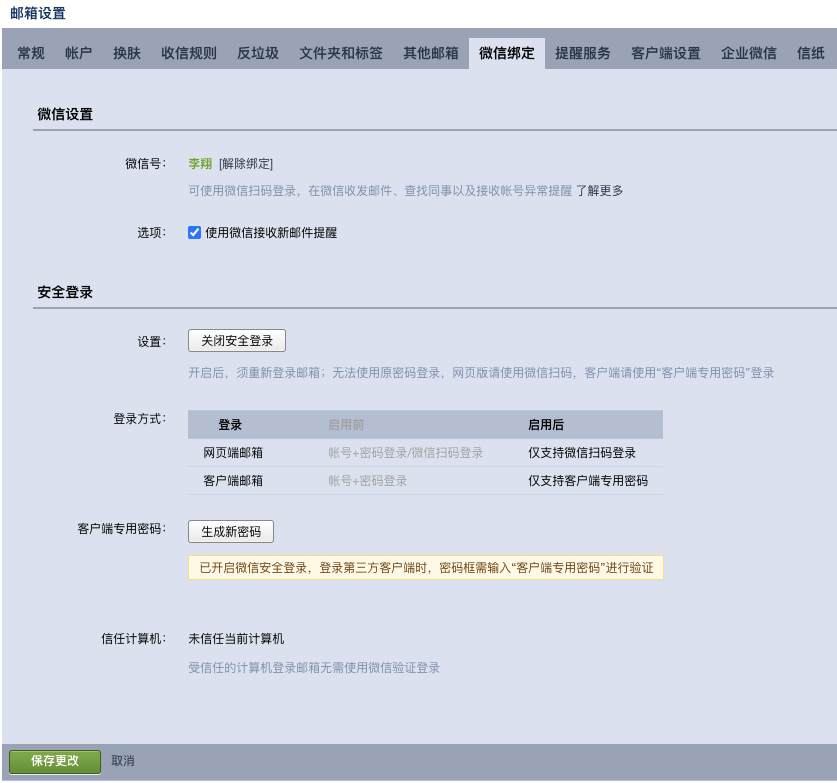 邮箱设置
常规 帐户 换肤 收信规则 反垃圾 文件夹和标签 其他邮箱 微信绑定 提醒服务 客户端设置 企业微信 信纸
微信设置
微信号： 李翔 [解除绑定]
可使用微信扫码登录，在微信收发邮件、查找同事以及接收帐号异常提醒 了解更多
选项： 使用微信接收新邮件提醒
安全登录
设置： 关闭安全登录
开启后，须重新登录邮箱；无法使用原密码登录，网页版请使用微信扫码，客户端请使用“客户端专用密码”登录
登录方式： 登录 启用前 启用后
网页端邮箱 帐号+密码登录/微信扫码登录 仅支持微信扫码登录
客户端邮箱 帐号+密码登录 仅支持客户端专用密码
客户端专用密码： 生成新密码
已开启微信安全登录，登录第三方客户端时，密码框需输入“客户端专用密码”进行验证
信任计算机： 未信任当前计算机
受信任的计算机登录邮箱无需使用微信验证登录
保存更改 取消